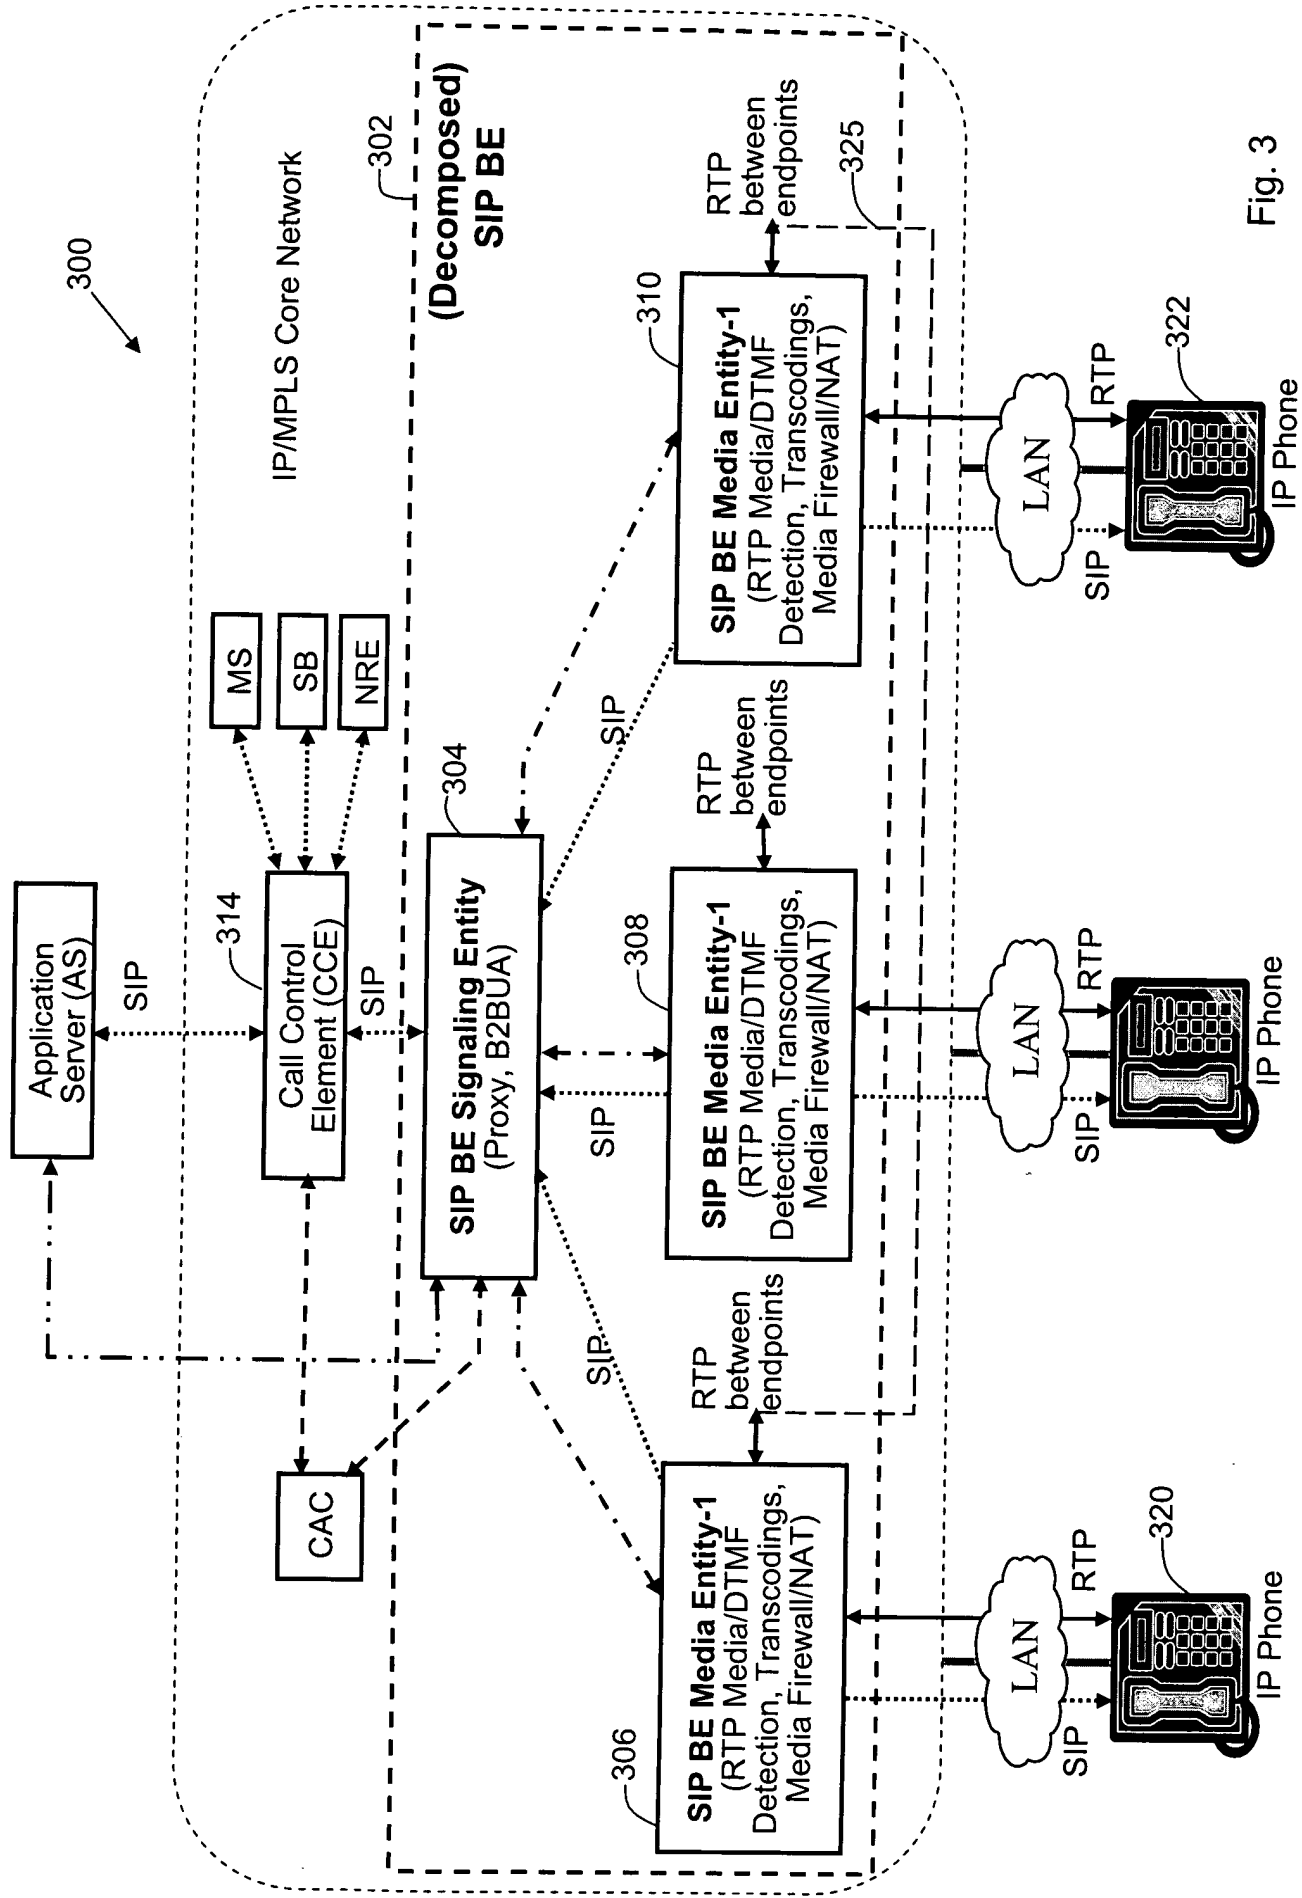 300
Application
Server (AS)
SIP
IP/MPLS Core Network
314
Call Control
Element (CCE)
MS
SB
NRE
CAC
SIP
302
(Decomposed)
SIP BE
304
SIP BE Signaling Entity
(Proxy, B2BUA)
SIP
SIP
SIP
306
SIP BE Media Entity-1
(RTP Media/DTMF
Detection, Transcodings,
Media Firewall/NAT)
RTP
between
endpoints
308
SIP BE Media Entity-1
(RTP Media/DTMF
Detection, Transcodings,
Media Firewall/NAT)
RTP
between
endpoints
310
SIP BE Media Entity-1
(RTP Media/DTMF
Detection, Transcodings,
Media Firewall/NAT)
RTP
between
endpoints
325
LAN
SIP
RTP
320
IP Phone
LAN
SIP
RTP
IP Phone
LAN
SIP
RTP
322
IP Phone
Fig. 3